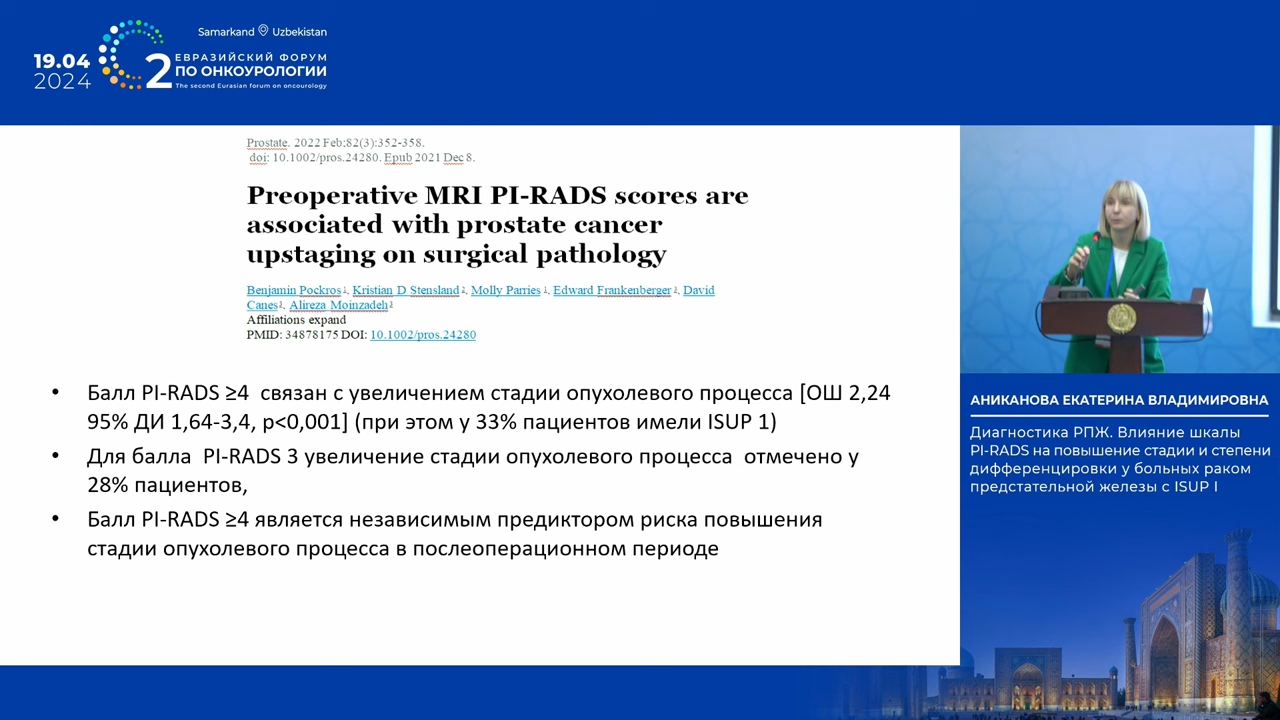 19.04
2024
2
Samarkand Uzbekistan
ЕВРАЗИЙСКИЙ ФОРУМ
ПО ОНКОУРОЛОГИИ
The second Eurasian forum on oncourology
Prostate. 2022 Feb;82(3):352-358.
doi: 10.1002/pros.24280. Epub 2021 Dec 8.
Preoperative MRI PI-RADS scores are
associated with prostate cancer
upstaging on surgical pathology
Benjamin Pockros 1, Kristian D Stensland 2, Molly Parries 1, Edward Frankenberger 3, David
Canes 3, Alireza Moinzadeh 3
Affiliations expand
PMID: 34878175 DOI: 10.1002/pros.24280
• Балл PI-RADS ≥4 связан с увеличением стадии опухолевого процесса [ОШ 2,24
95% ДИ 1,64-3,4, p<0,001] (при этом у 33% пациентов имели ISUP 1)
• Для балла PI-RADS 3 увеличение стадии опухолевого процесса отмечено у
28% пациентов,
• Балл PI-RADS ≥4 является независимым предиктором риска повышения
стадии опухолевого процесса в послеоперационном периоде
АНИКАНОВА ЕКАТЕРИНА ВЛАДИМИРОВНА
Диагностика РПЖ. Влияние шкалы
PI-RADS на повышение стадии и степени
дифференцировки у больных раком
предстательной железы с ISUP I